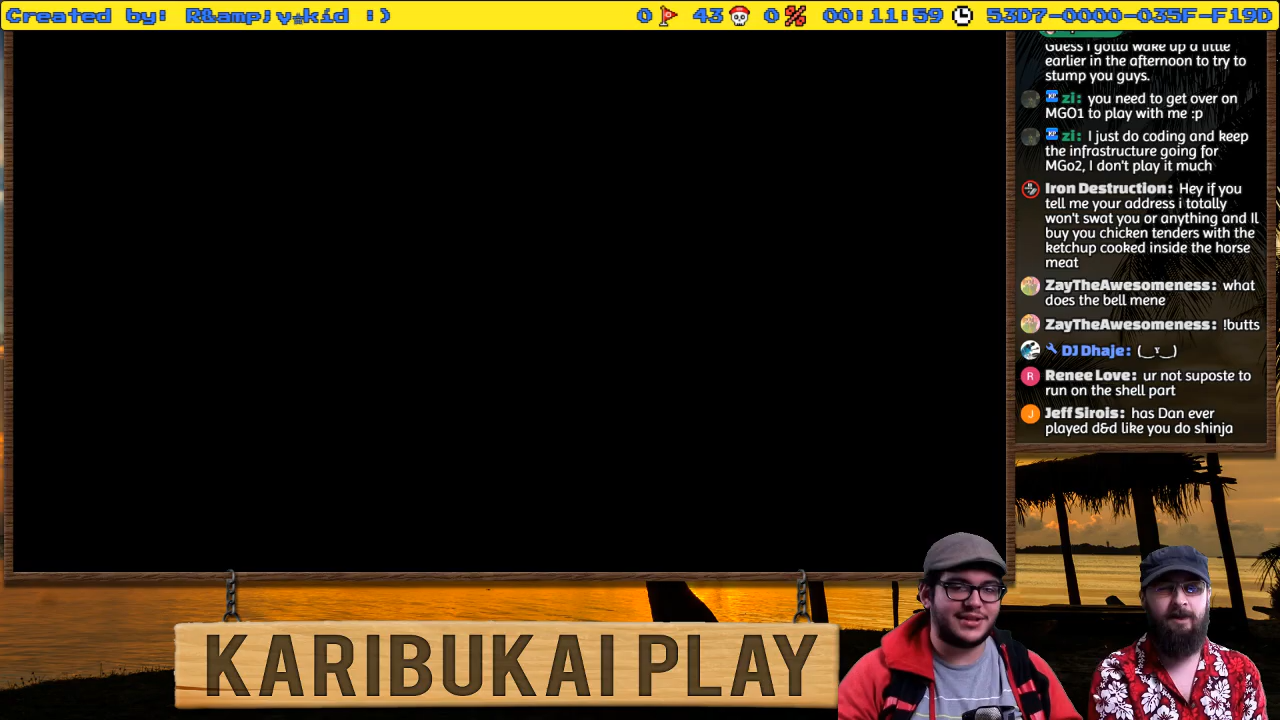 Created by: R&amp;y☆kid :)
0 43 0 00:11:59 53D7-0000-035F-F19D
Guess i gotta wake up a little
earlier in the afternoon to try to
stump you guys.
zi: you need to get over on
MGO1 to play with me :p
zi: I just do coding and keep
the infrastructure going for
MGo2, I don't play it much
Iron Destruction: Hey if you
tell me your address i totally
won't swat you or anything and Il
buy you chicken tenders with the
ketchup cooked inside the horse
meat
ZayTheAwesomeness: what
does the bell mene
ZayTheAwesomeness: !butts
DJ Dhaje: (‿ˠ‿)
R
Renee Love: ur not suposte to
run on the shell part
J
Jeff Sirois: has Dan ever
played d&d like you do shinja
KARIBUKAI PLAY